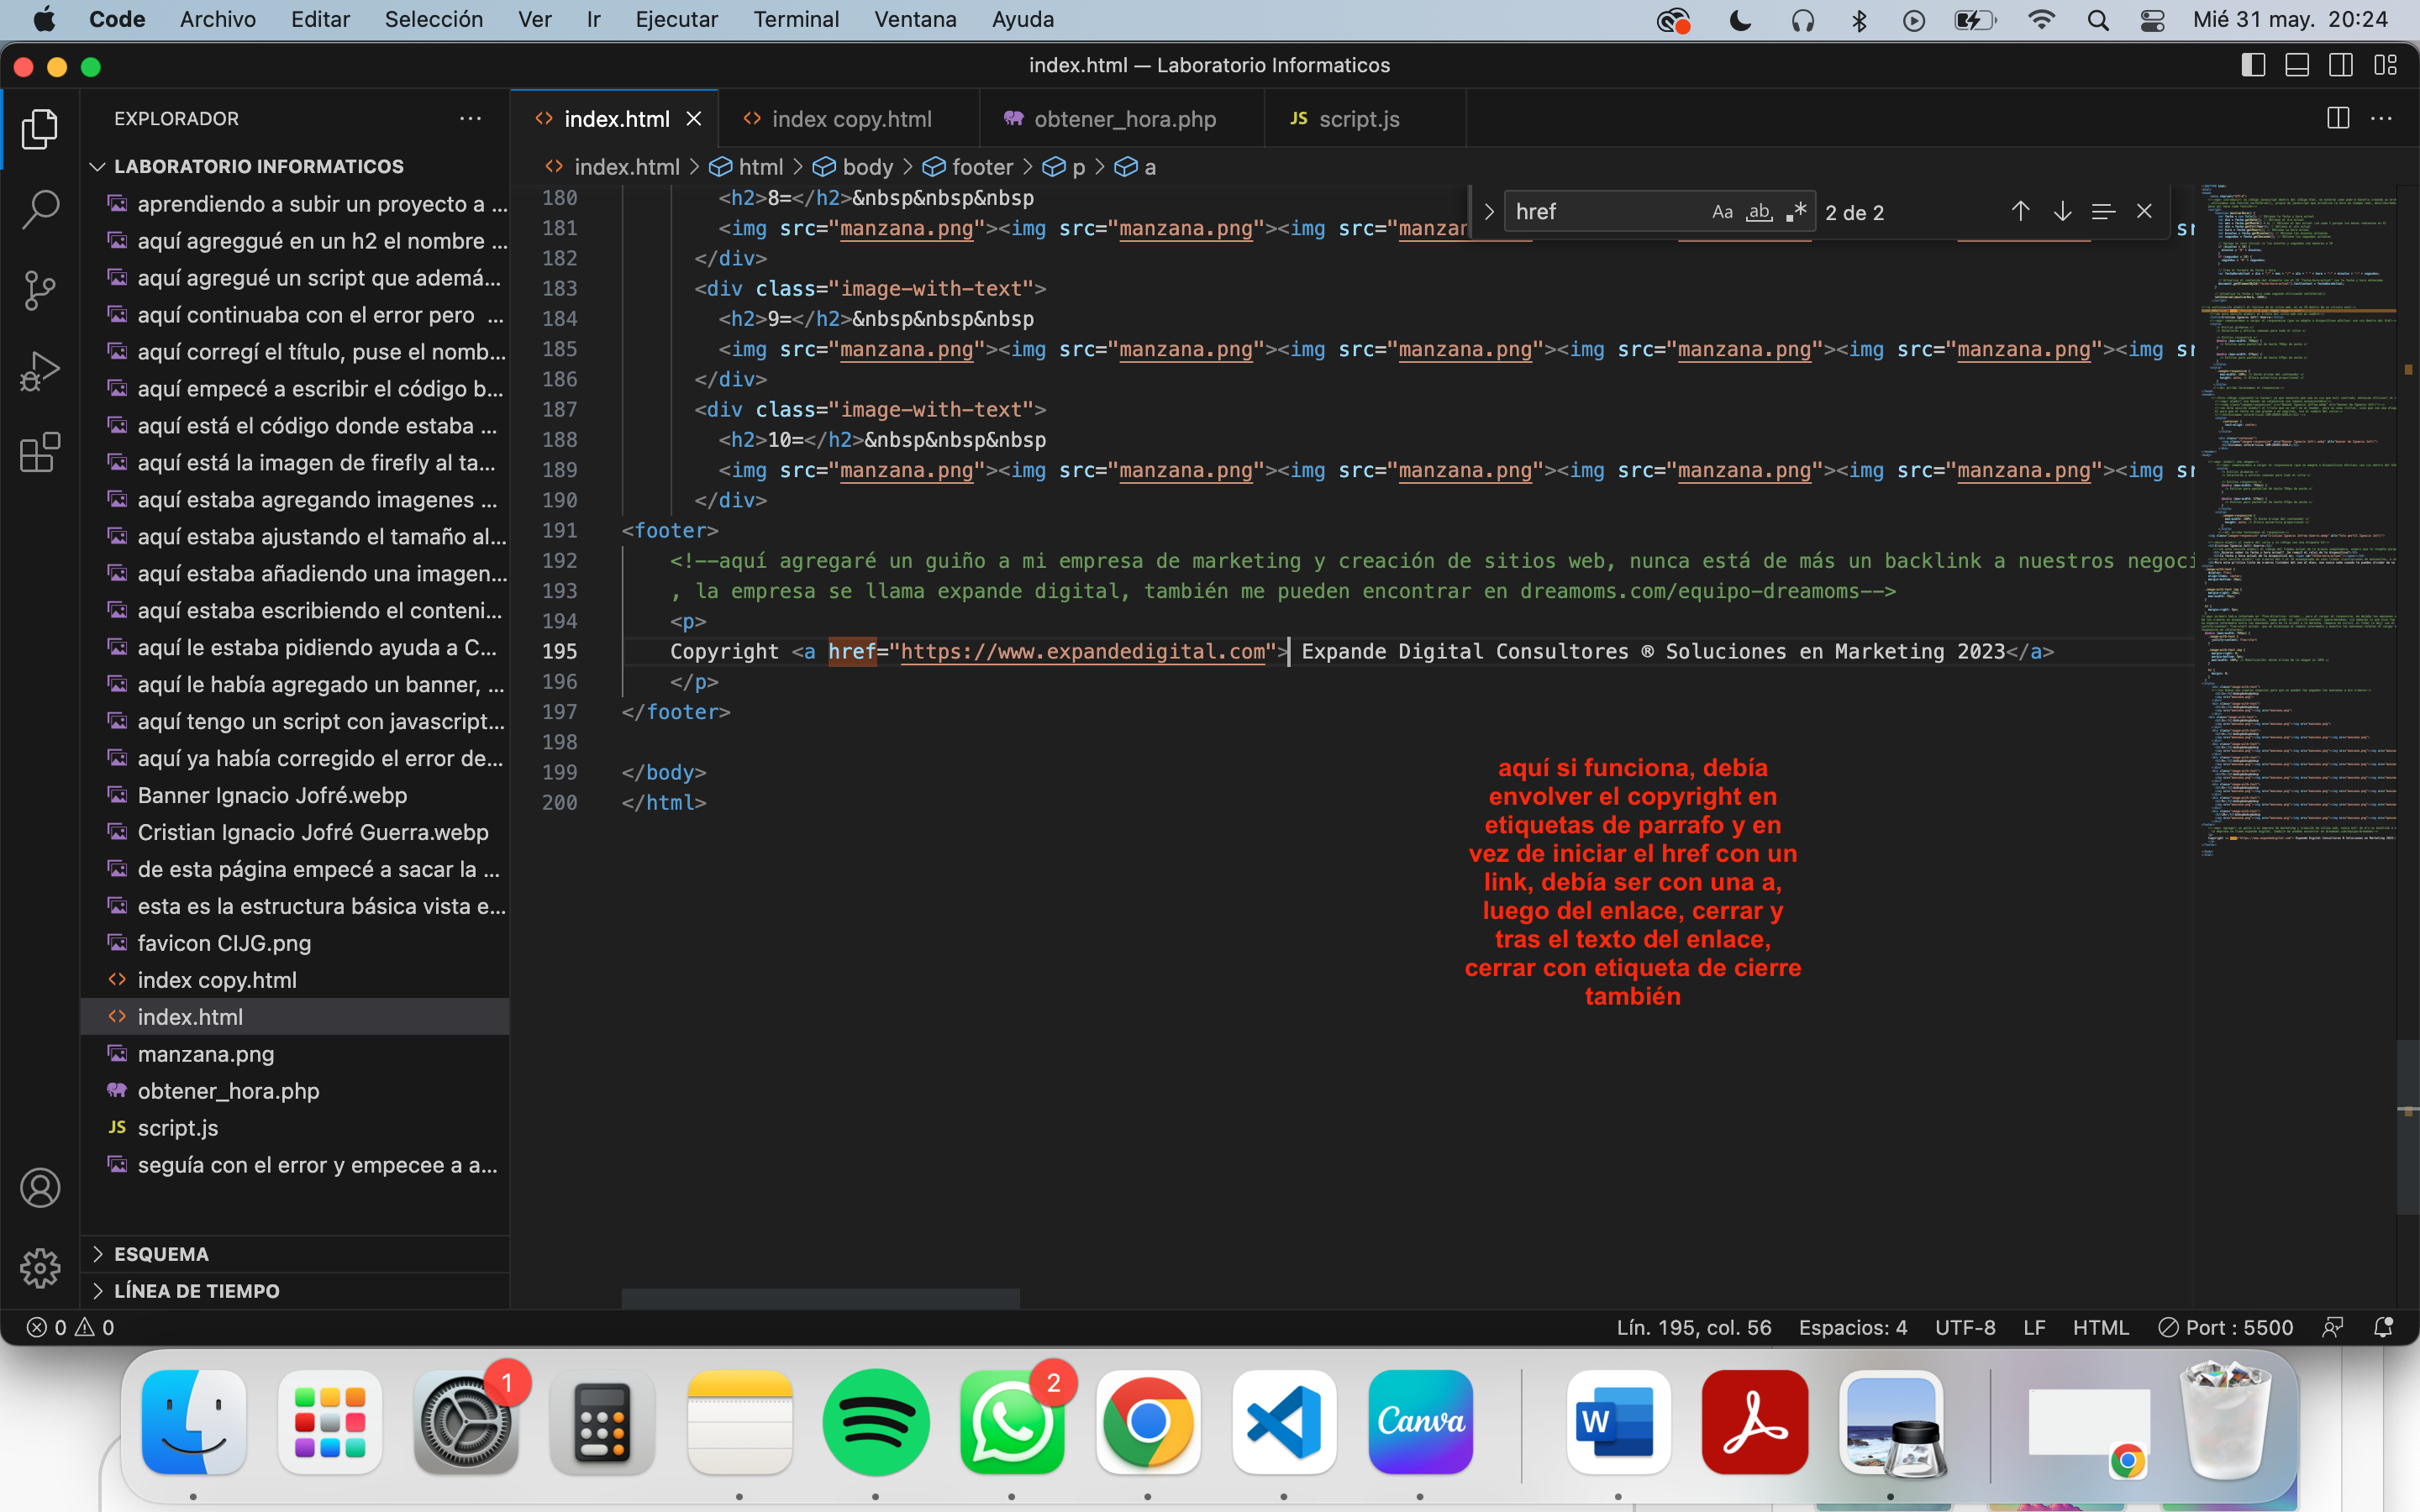 Code Archivo Editar Selección Ver Ir Ejecutar Terminal Ventana Ayuda Mié 31 may. 20:24
index.html — Laboratorio Informaticos
EXPLORADOR
LABORATORIO INFORMATICOS
aprendiendo a subir un proyecto a ...
aquí agreggué en un h2 el nombre ...
aquí agregué un script que ademá...
aquí continuaba con el error pero ...
aquí corregí el título, puse el nomb...
aquí empecé a escribir el código b...
aquí está el código donde estaba ...
aquí está la imagen de firefly al ta...
aquí estaba agregando imagenes ...
aquí estaba ajustando el tamaño al...
aquí estaba añadiendo una imagen...
aquí estaba escribiendo el conteni...
aquí le estaba pidiendo ayuda a C...
aquí le había agregado un banner, ...
aquí tengo un script con javascript...
aquí ya había corregido el error de...
Banner Ignacio Jofré.webp
Cristian Ignacio Jofré Guerra.webp
de esta página empecé a sacar la ...
esta es la estructura básica vista e...
favicon CIJG.png
index copy.html
index.html
manzana.png
obtener_hora.php
JS script.js
seguía con el error y empecee a a...
ESQUEMA
LÍNEA DE TIEMPO
index.html index copy.html obtener_hora.php JS script.js
index.html > html > body > footer > p > a
href Aa ab .* 2 de 2
180 <h2>8=</h2>&nbsp&nbsp&nbsp
181 <img src="manzana.png"><img src="manzana.png"><img src="manzan
182 </div>
183 <div class="image-with-text">
184 <h2>9=</h2>&nbsp&nbsp&nbsp
185 <img src="manzana.png"><img src="manzana.png"><img src="manzana.png"><img src="manzana.png"><img src="manzana.png"><img sr
186 </div>
187 <div class="image-with-text">
188 <h2>10=</h2>&nbsp&nbsp&nbsp
189 <img src="manzana.png"><img src="manzana.png"><img src="manzana.png"><img src="manzana.png"><img src="manzana.png"><img sr
190 </div>
191 <footer>
192 <!--aquí agregaré un guiño a mi empresa de marketing y creación de sitios web, nunca está de más un backlink a nuestros negoci
193 , la empresa se llama expande digital, también me pueden encontrar en dreamoms.com/equipo-dreamoms-->
194 <p>
195 Copyright <a href="https://www.expandedigital.com"> Expande Digital Consultores ® Soluciones en Marketing 2023</a>
196 </p>
197 </footer>
198
199 </body>
200 </html>
aquí si funciona, debía
envolver el copyright en
etiquetas de parrafo y en
vez de iniciar el href con un
link, debía ser con una a,
luego del enlace, cerrar y
tras el texto del enlace,
cerrar con etiqueta de cierre
también
0 0 Lín. 195, col. 56 Espacios: 4 UTF-8 LF HTML Port : 5500
1
2
Canva
W